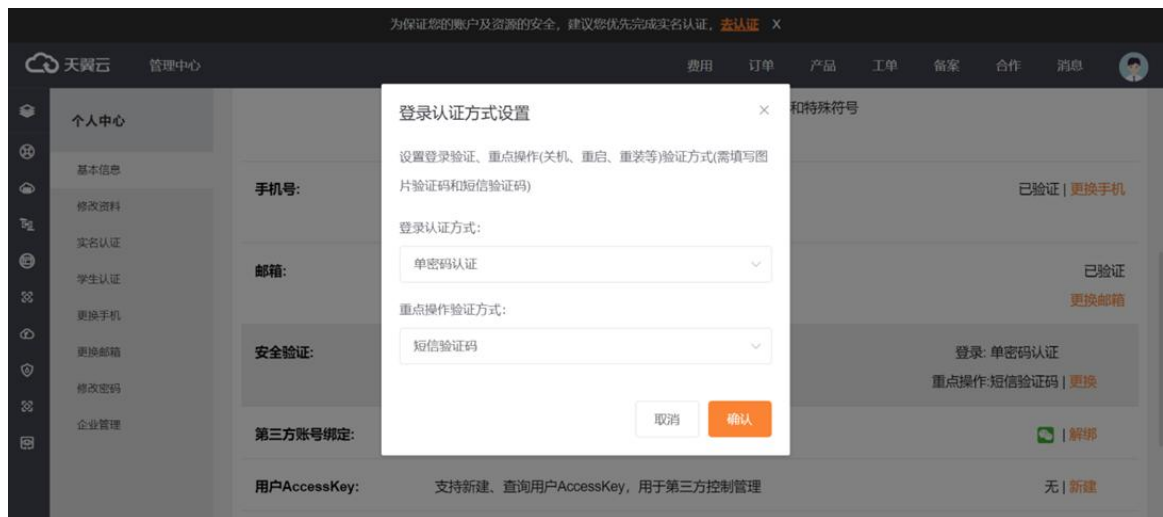 为保证您的账户及资源的安全，建议您优先完成实名认证，去认证 X
天翼云 管理中心 费用 订单 产品 工单 备案 合作 消息
个人中心
基本信息
修改资料
实名认证
学生认证
更换手机
更换邮箱
修改密码
企业管理
和特殊符号
手机号: 已验证 | 更换手机
邮箱: 已验证
更换邮箱
安全验证: 登录: 单密码认证
重点操作:短信验证码 | 更换
第三方账号绑定: | 解绑
用户AccessKey: 支持新建、查询用户AccessKey，用于第三方控制管理 无 | 新建
登录认证方式设置 ×
设置登录验证、重点操作(关机、重启、重装等)验证方式(需填写图
片验证码和短信验证码)
登录认证方式:
单密码认证
重点操作验证方式:
短信验证码
取消 确认